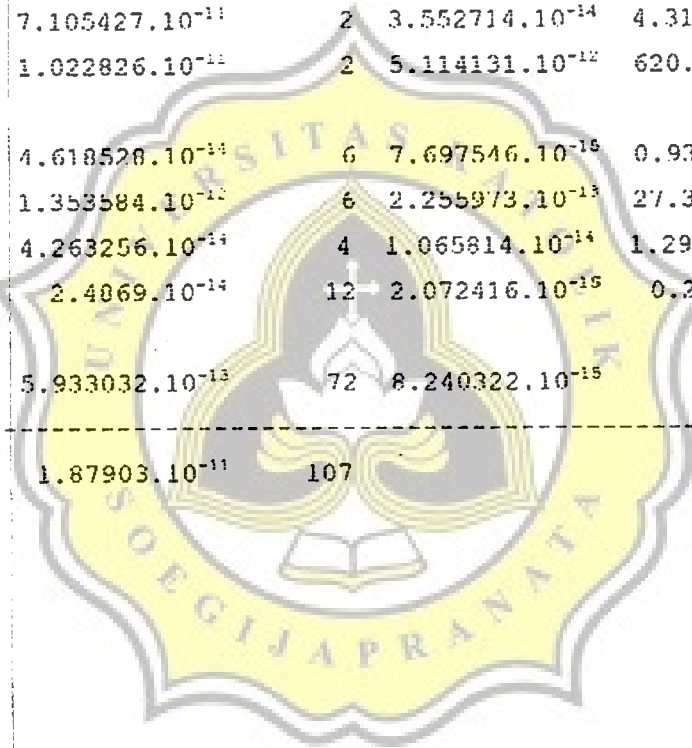 7.105427.10⁻¹⁴ 2 3.552714.10⁻¹⁴ 4.31
1.022826.10⁻¹¹ 2 5.114131.10⁻¹² 620.
4.618528.10⁻¹⁴ 6 7.697546.10⁻¹⁵ 0.93
1.353584.10⁻¹² 6 2.255973.10⁻¹³ 27.3
4.263256.10⁻¹⁴ 4 1.065814.10⁻¹⁴ 1.29
2.4869.10⁻¹⁴ 12 2.072416.10⁻¹⁵ 0.2
5.933032.10⁻¹³ 72 8.240322.10⁻¹⁵
1.87903.10⁻¹¹ 107
UNIVERSITAS KATOLIK
SOEGIJAPRANATA